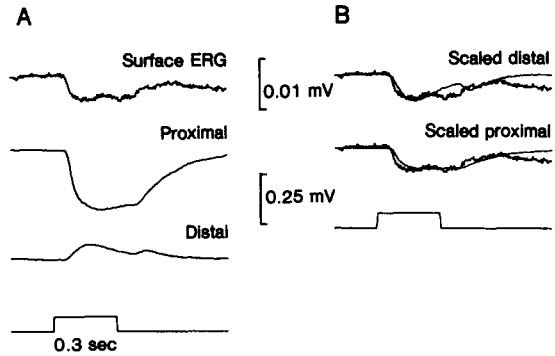 A
B
Surface ERG
Scaled distal
0.01 mV
Proximal
Scaled proximal
0.25 mV
Distal
0.3 sec